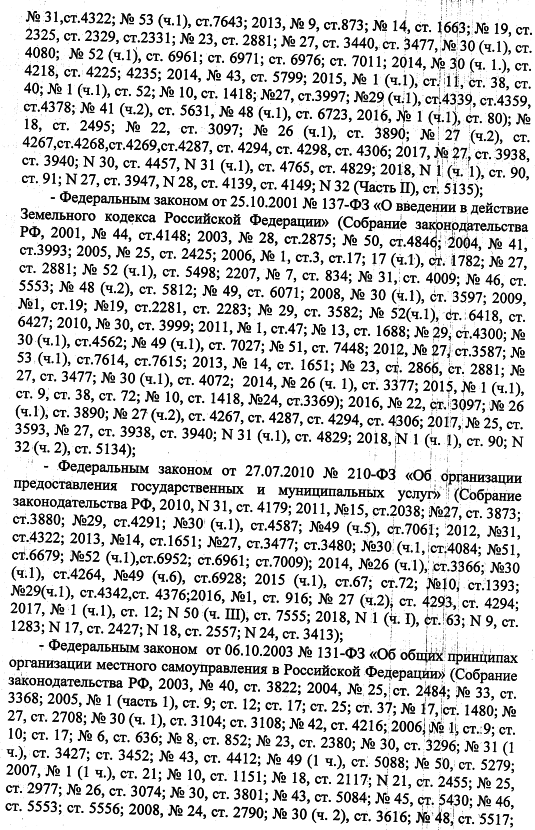 № 31,ст.4322; № 53 (ч.1), ст.7643; 2013, № 9, ст.873; № 14, ст. 1663; № 19, ст.
2325, ст. 2329, ст.2331; № 23, ст. 2881; № 27, ст. 3440, ст. 3477, № 30 (ч.1), ст.
4080; № 52 (ч.1), ст. 6961; ст. 6971; ст. 6976; ст. 7011; 2014, № 30 (ч. 1.), ст.
4218, ст. 4225; 4235; 2014, № 43, ст. 5799; 2015, № 1 (ч.1), ст. 11, ст. 38, ст.
40; № 1 (ч.1), ст. 52; № 10, ст. 1418; №27, ст.3997; №29 (ч.1), ст.4339, ст.4359,
ст.4378; № 41 (ч.2), ст. 5631, № 48 (ч.1), ст. 6723, 2016, № 1 (ч.1), ст. 80); №
18, ст. 2495; № 22, ст. 3097; № 26 (ч.1), ст. 3890; № 27 (ч.2), ст.
4267,ст.4268,ст.4269,ст.4287, ст. 4294, ст. 4298, ст. 4306; 2017, № 27, ст. 3938,
ст. 3940; N 30, ст. 4457, N 31 (ч.1), ст. 4765, ст. 4829; 2018, N 1 (ч.1), ст. 90,
ст. 91; N 27, ст. 3947, N 28, ст. 4139, ст. 4149; N 32 (Часть II), ст. 5135);
- Федеральным законом от 25.10.2001 № 137-ФЗ «О введении в действие
Земельного кодекса Российской Федерации» (Собрание законодательства
РФ, 2001, № 44, ст.4148; 2003, № 28, ст.2875; № 50, ст.4846; 2004, № 41,
ст.3993; 2005, № 25, ст. 2425; 2006, № 1, ст.3, ст.17; 17 (ч.1), ст. 1782; № 27,
ст. 2881; № 52 (ч.1), ст. 5498; 2207, № 7, ст. 834; № 31, ст. 4009; № 46, ст.
5553; № 48 (ч.2), ст. 5812; № 49, ст. 6071; 2008, № 30 (ч.1), ст. 3597; 2009,
№1, ст.19; №19, ст.2281, ст. 2283; № 29, ст. 3582; № 52(ч.1), ст. 6418, ст.
6427; 2010, № 30, ст. 3999; 2011, № 1, ст.47; № 13, ст. 1688; № 29, ст.4300; №
30 (ч.1), ст.4562; № 49 (ч.1), ст. 7027; № 51, ст. 7448; 2012, № 27, ст.3587; №
53 (ч.1), ст.7614, ст.7615; 2013, № 14, ст. 1651; № 23, ст. 2866, ст. 2881; №
27, ст. 3477; № 30 (ч.1), ст. 4072; 2014, № 26 (ч. 1), ст. 3377; 2015, № 1 (ч.1),
ст. 9, ст. 38, ст. 72; № 10, ст. 1418, №24, ст.3369); 2016, № 22, ст. 3097; № 26
(ч.1), ст. 3890; № 27 (ч.2), ст. 4267, ст. 4287, ст. 4294, ст. 4306; 2017, № 25, ст.
3593, № 27, ст. 3938, ст. 3940; N 31 (ч.1), ст. 4829; 2018, N 1 (ч. 1), ст. 90; N
32 (ч. 2), ст. 5134);
- Федеральным законом от 27.07.2010 № 210-ФЗ «Об организации
предоставления государственных и муниципальных услуг» (Собрание
законодательства РФ, 2010, N 31, ст. 4179; 2011, №15, ст.2038; №27, ст. 3873;
ст.3880; №29, ст.4291; №30 (ч.1), ст.4587; №49 (ч.5), ст.7061; 2012, №31,
ст.4322; 2013, №14, ст.1651; №27, ст.3477; ст.3480; №30 (ч.1, ст.4084; №51,
ст.6679; №52 (ч.1),ст.6952; ст.6961; ст.7009); 2014, №26 (ч.1), ст.3366; №30
(ч.1), ст.4264, №49 (ч.6), ст.6928; 2015 (ч.1), ст.67; ст.72; №10, ст.1393;
№29(ч.1), ст.4342,ст. 4376;2016, №1, ст. 916; № 27 (ч.2), ст. 4293, ст. 4294;
2017, № 1 (ч.1), ст. 12; N 50 (ч. III), ст. 7555; 2018, N 1 (ч. I), ст. 63; N 9, ст.
1283; N 17, ст. 2427; N 18, ст. 2557; N 24, ст. 3413);
- Федеральным законом от 06.10.2003 № 131-ФЗ «Об общих принципах
организации местного самоуправления в Российской Федерации» (Собрание
законодательства РФ, 2003, № 40, ст. 3822; 2004, № 25, ст. 2484; № 33, ст.
3368; 2005, № 1 (часть 1), ст. 9; ст. 12; ст. 17; ст. 25; ст. 37; № 17, ст. 1480; №
27, ст. 2708; № 30 (ч. 1), ст. 3104; ст. 3108; № 42, ст. 4216; 2006, № 1, ст. 9; ст.
10; ст. 17; № 6, ст. 636; № 8, ст. 852; № 23, ст. 2380; № 30, ст. 3296; № 31 (1
ч.), ст. 3427; ст. 3452; № 43, ст. 4412; № 49 (1 ч.), ст. 5088; № 50, ст. 5279;
2007, № 1 (1 ч.), ст. 21; № 10, ст. 1151; № 18, ст. 2117; N 21, ст. 2455; № 25,
ст. 2977; № 26, ст. 3074; № 30, ст. 3801; № 43, ст. 5084; № 45, ст. 5430; № 46,
ст. 5553; ст. 5556; 2008, № 24, ст. 2790; № 30 (ч. 2), ст. 3616; № 48, ст. 5517;